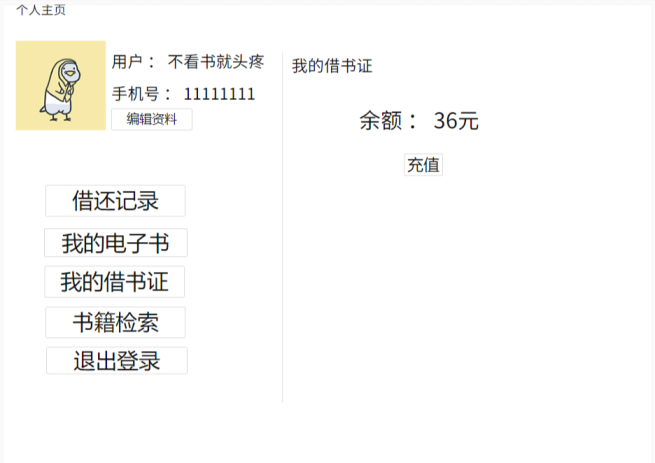 个人主页
用户： 不看书就头疼
手机号： 11111111
编辑资料
借还记录
我的电子书
我的借书证
书籍检索
退出登录
我的借书证
余额： 36元
充值